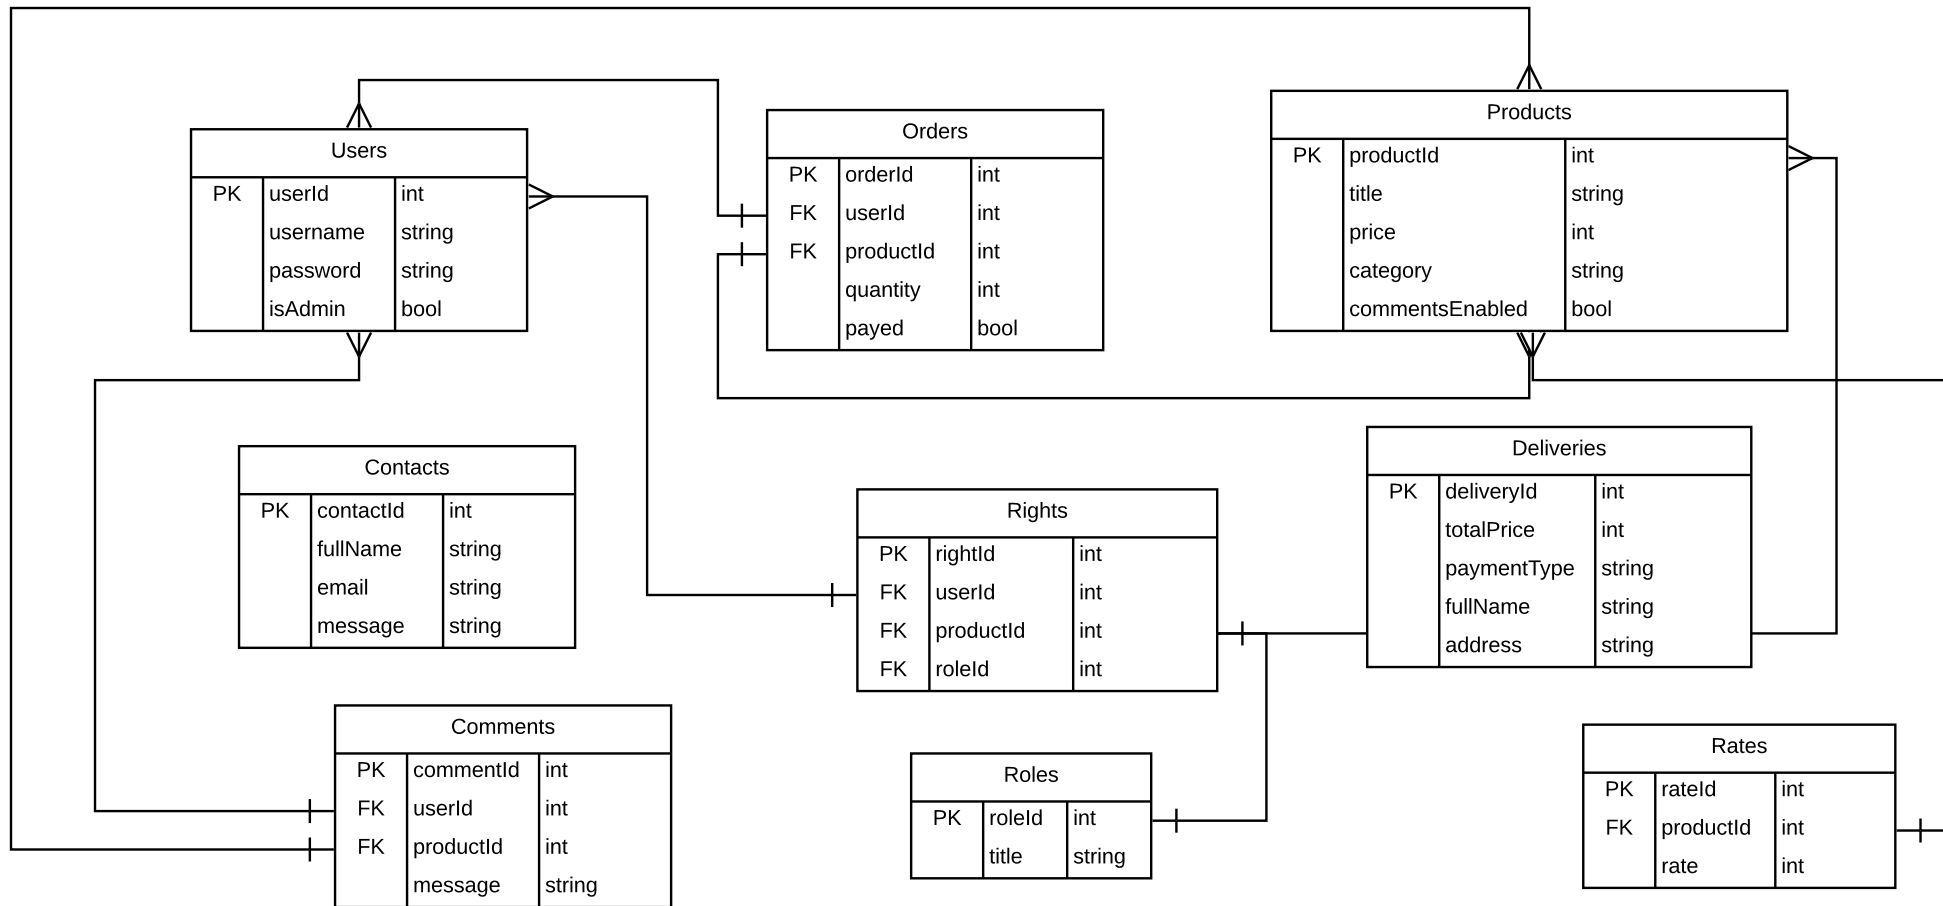 Users
PK userId int
username string
password string
isAdmin bool
Orders
PK orderId int
FK userId int
FK productId int
quantity int
payed bool
Products
PK productId int
title string
price int
category string
commentsEnabled bool
Contacts
PK contactId int
fullName string
email string
message string
Rights
PK rightId int
FK userId int
FK productId int
FK roleId int
Deliveries
PK deliveryId int
totalPrice int
paymentType string
fullName string
address string
Comments
PK commentId int
FK userId int
FK productId int
message string
Roles
PK roleId int
title string
Rates
PK rateId int
FK productId int
rate int